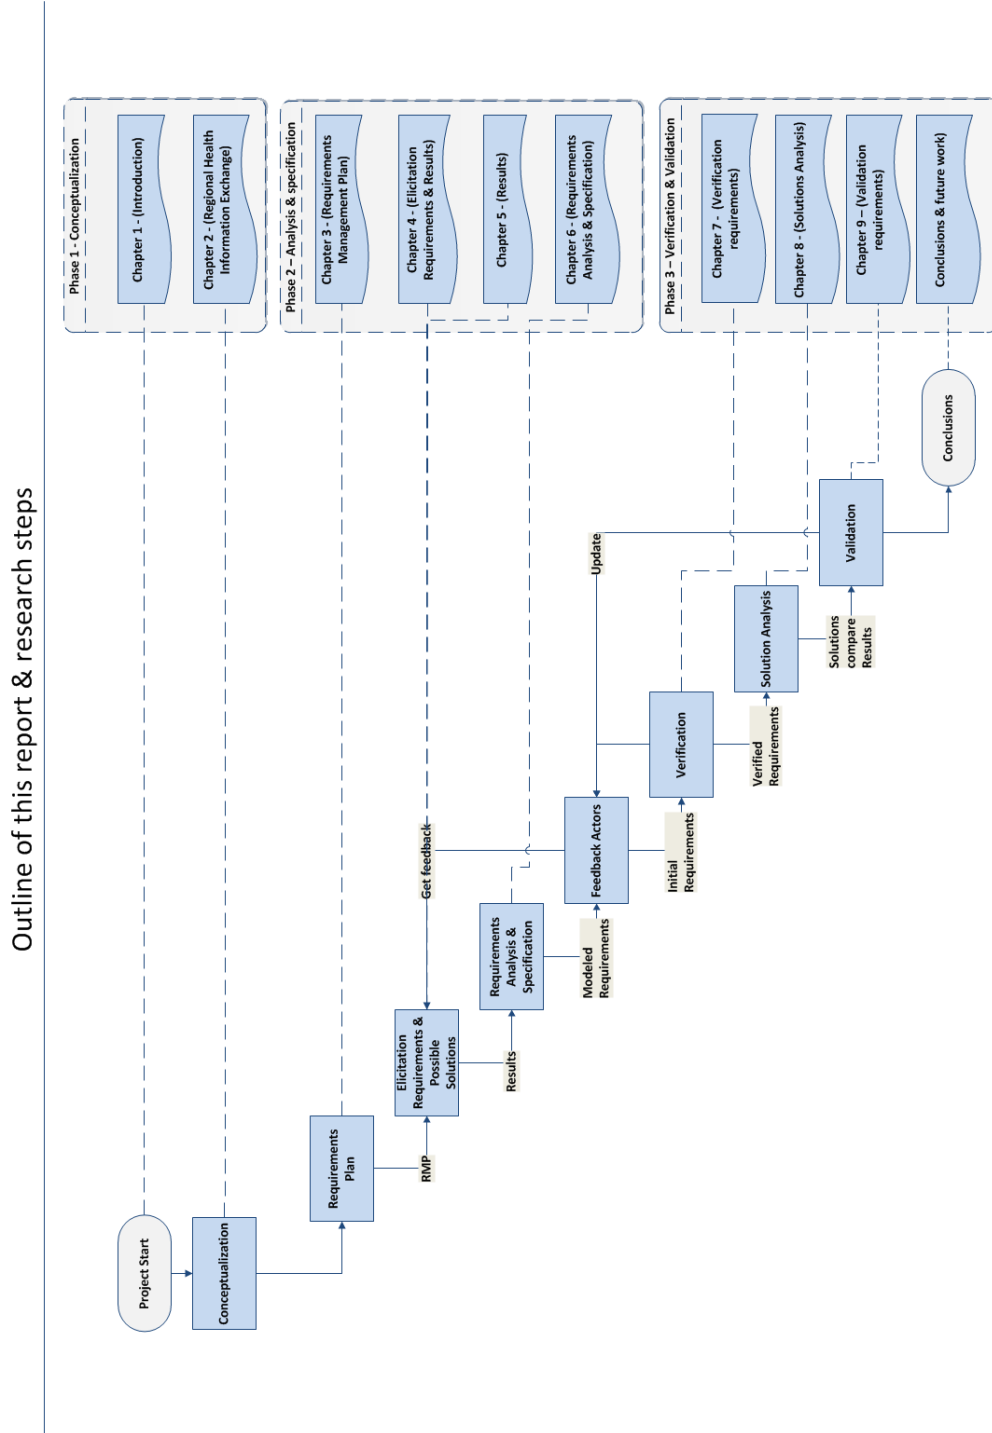 Outline of this report & research steps
Phase 1 - Conceptualization
Chapter 1 - (Introduction)
Chapter 2 - (Regional Health
Information Exchange)
Phase 2 – Analysis & specification
Chapter 3 - (Requirements
Management Plan)
Chapter 4 - (Elicitation
Requirements & Results)
Chapter 5 - (Results)
Chapter 6 - (Requirements
Analysis & Specification)
Phase 3 – Verification & Validation
Chapter 7 - (Verification
requirements)
Chapter 8 - (Solutions Analysis)
Chapter 9 – (Validation
requirements)
Conclusions & future work)
Project Start
Conceptualization
Requirements
Plan
RMP
Elicitation
Requirements &
Possible
Solutions
Results
Requirements
Analysis &
Specification
Modeled
Requirements
Get feedback
Feedback Actors
Initial
Requirements
Update
Verification
Verified
Requirements
Solution Analysis
Solutions
compare
Results
Validation
Conclusions